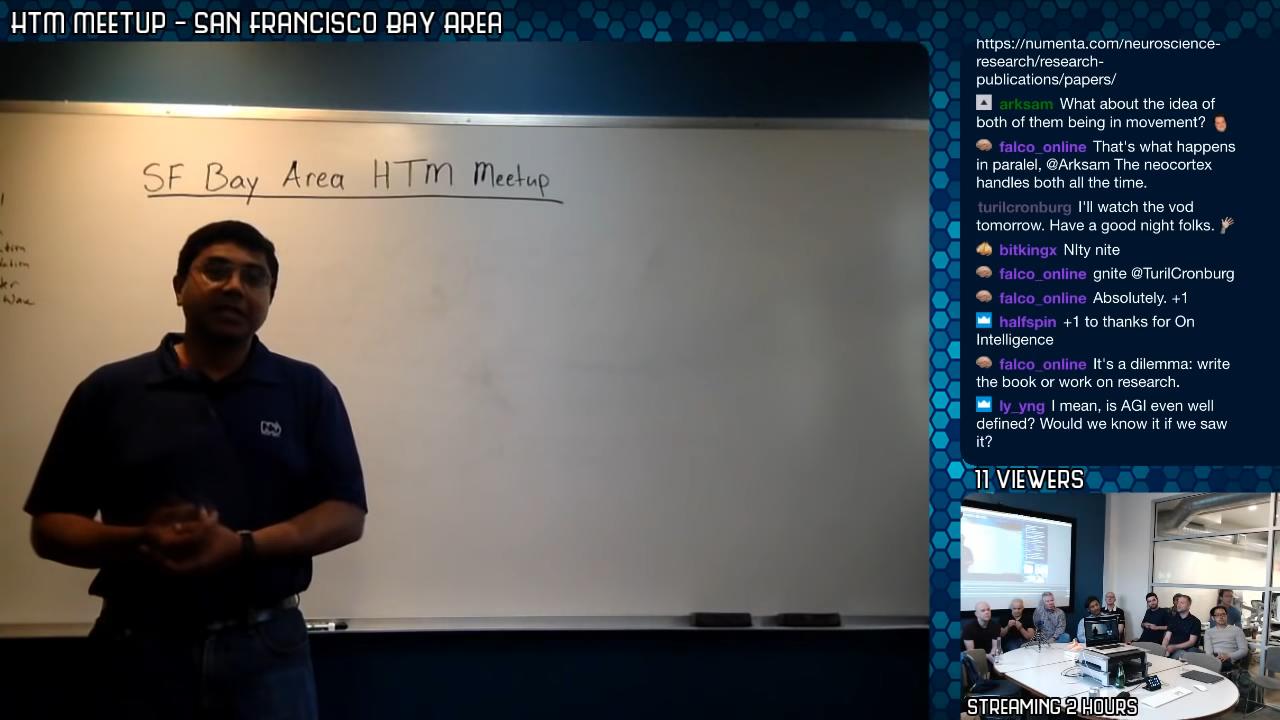 HTM MEETUP - SAN FRANCISCO BAY AREA
SF Bay Area HTM Meetup
https://numenta.com/neuroscience-
research/research-
publications/papers/
arksam What about the idea of
both of them being in movement?
falco_online That's what happens
in paralel, @Arksam The neocortex
handles both all the time.
turilcronburg I'll watch the vod
tomorrow. Have a good night folks.
bitkingx NIty nite
falco_online gnite @TurilCronburg
falco_online Absolutely. +1
halfspin +1 to thanks for On
Intelligence
falco_online It's a dilemma: write
the book or work on research.
ly_yng I mean, is AGI even well
defined? Would we know it if we saw
it?
11 VIEWERS
STREAMING 2 HOURS